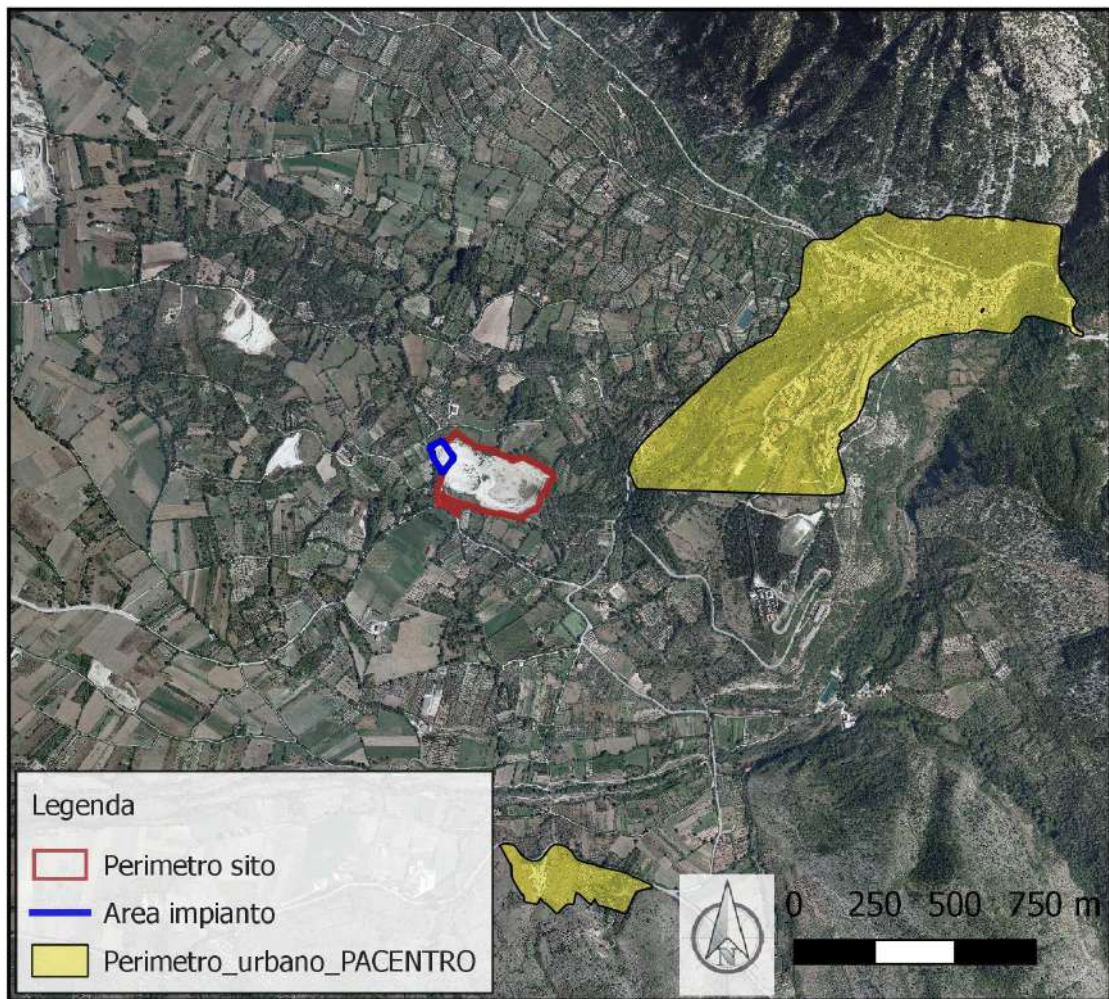 Legenda
Perimetro sito
Area impianto
Perimetro_urbano_PACENTRO
N
0 250 500 750 m